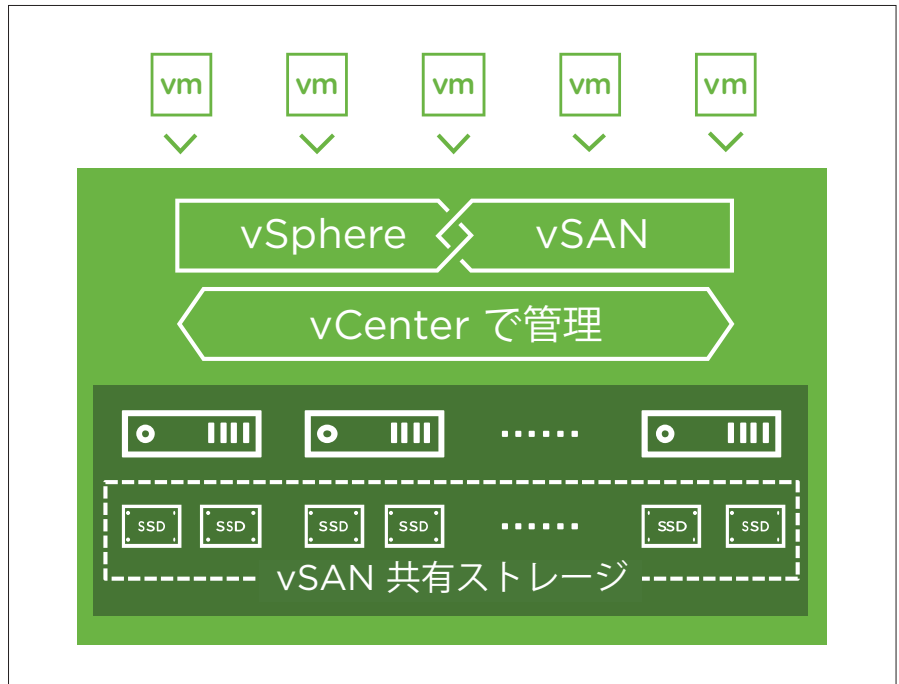 vm vm vm vm vm
vSphere vSAN
vCenter で管理
SSD SSD SSD SSD SSD SSD
vSAN 共有ストレージ